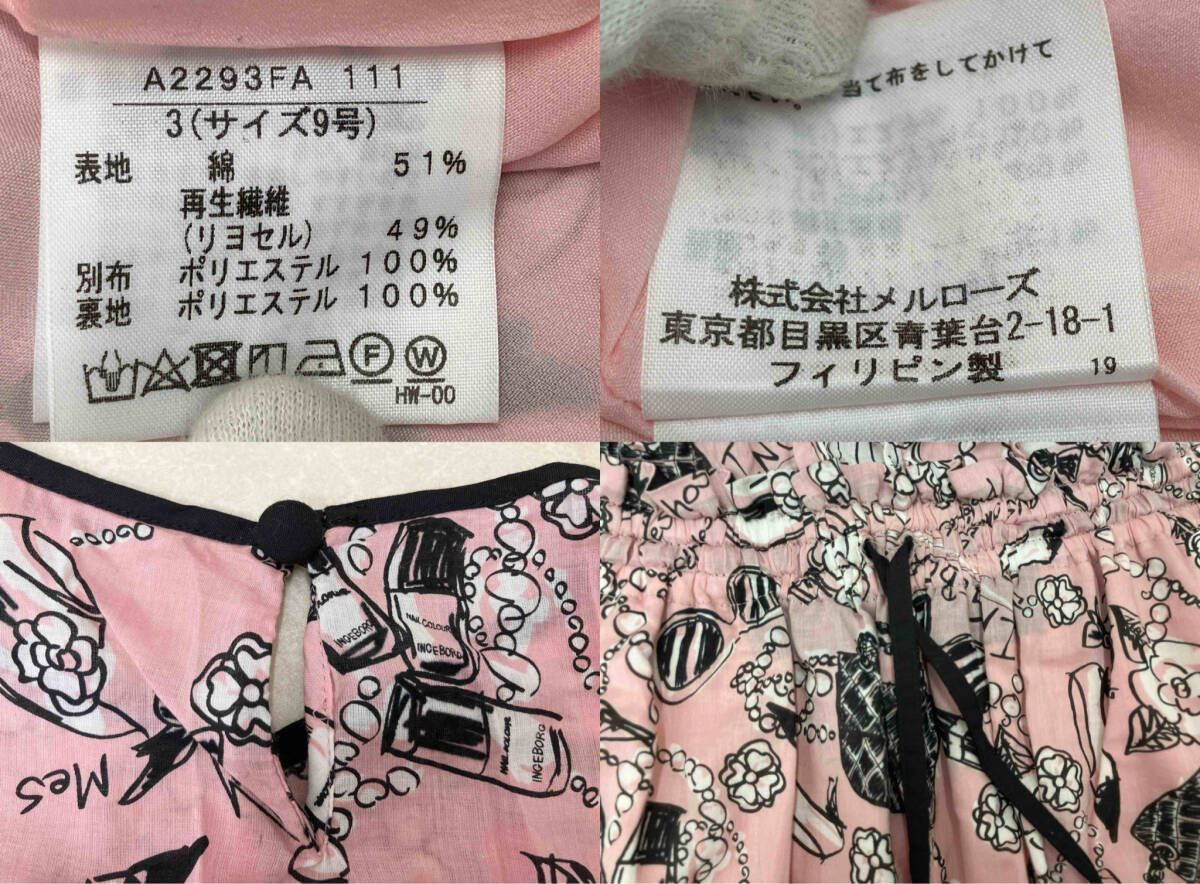 A2293FA 111
3(サイズ9号)
表地 綿 51%
再生繊維
(リヨセル) 49%
別布 ポリエステル 100%
裏地 ポリエステル 100%
F W
HW-00
当て布をしてかけて
株式会社メルローズ
東京都目黒区青葉台2-18-1
フィリピン製 19
INGEBORG
NAIL COLOUR
INGEBORG
NAIL COLOUR
INGEBORG
Mes